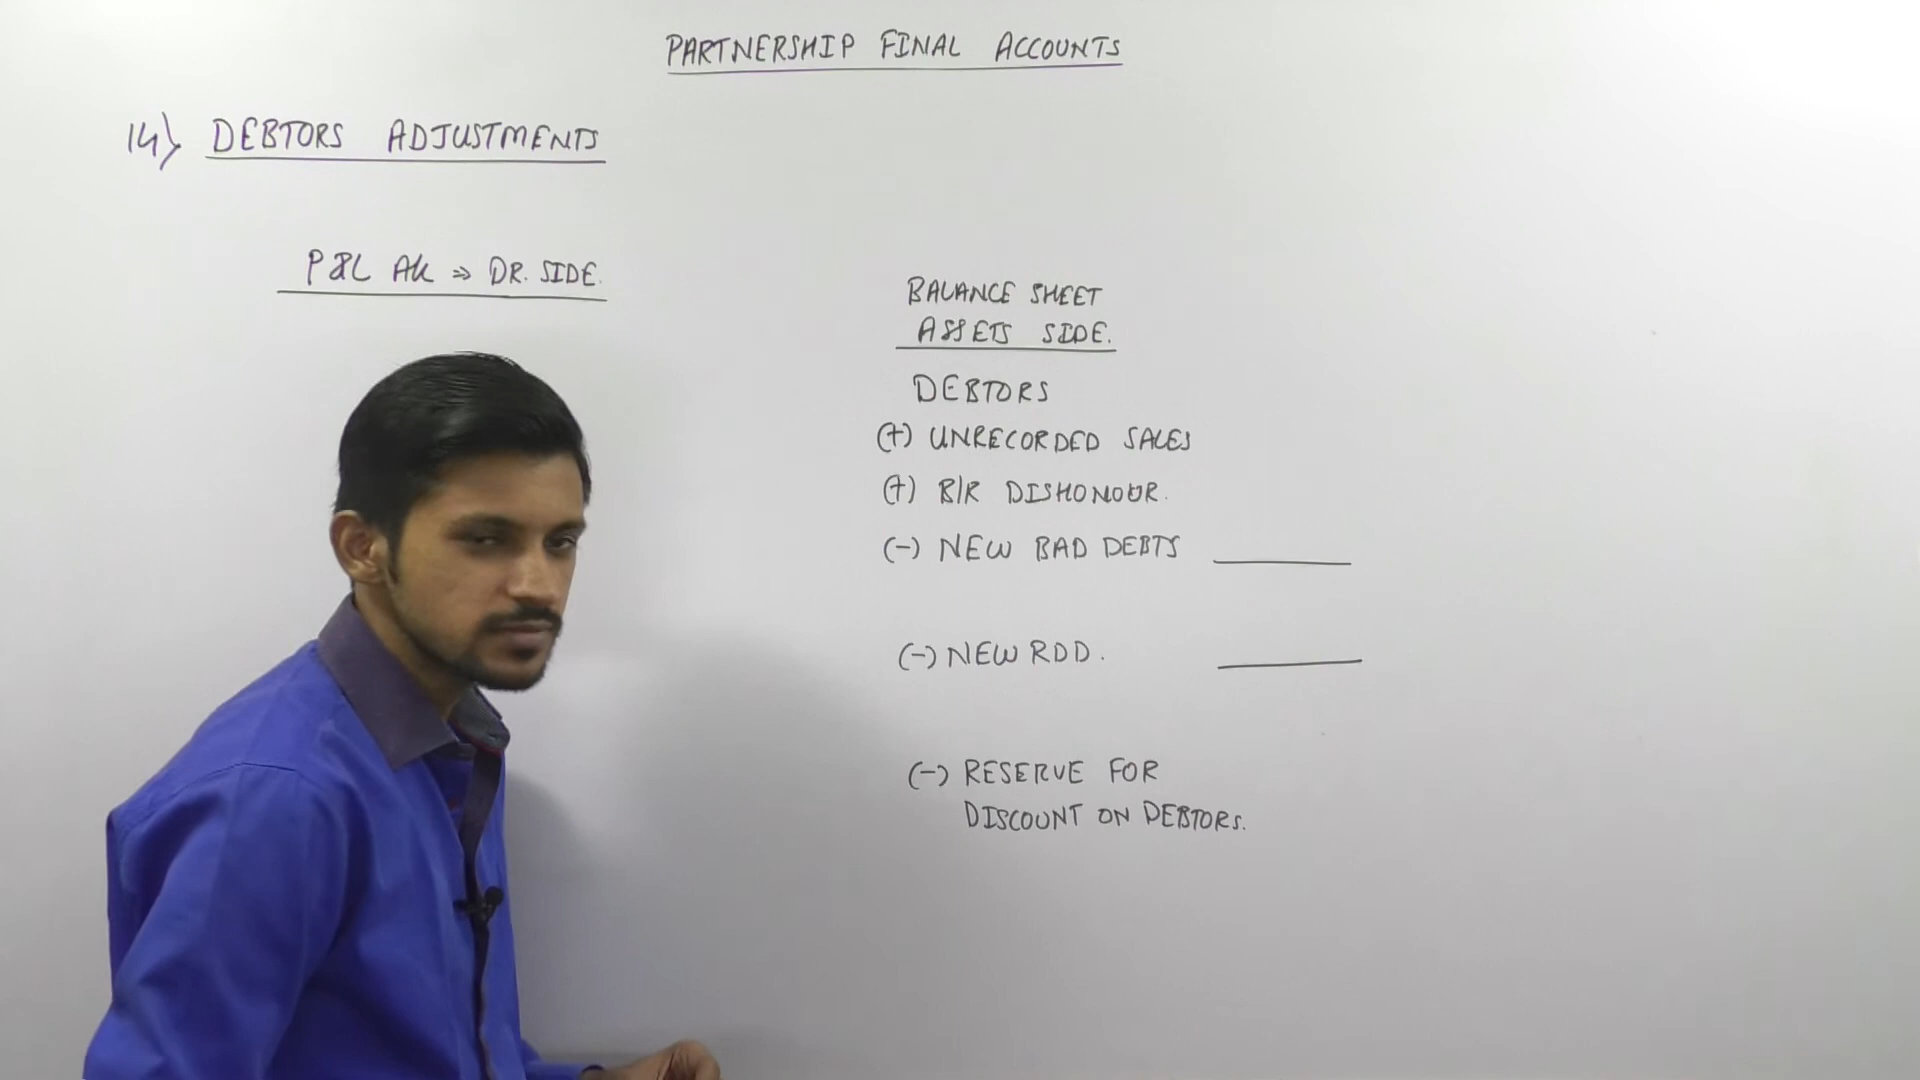 PARTNERSHIP FINAL ACCOUNTS
14) DEBTORS ADJUSTMENTS
P&L A/c => DR. SIDE.
BALANCE SHEET
ASSETS SIDE.
DEBTORS
(+) UNRECORDED SALES
(+) B/R DISHONOUR.
(-) NEW BAD DEBTS
(-) NEW RDD.
(-) RESERVE FOR
DISCOUNT ON DEBTORS.